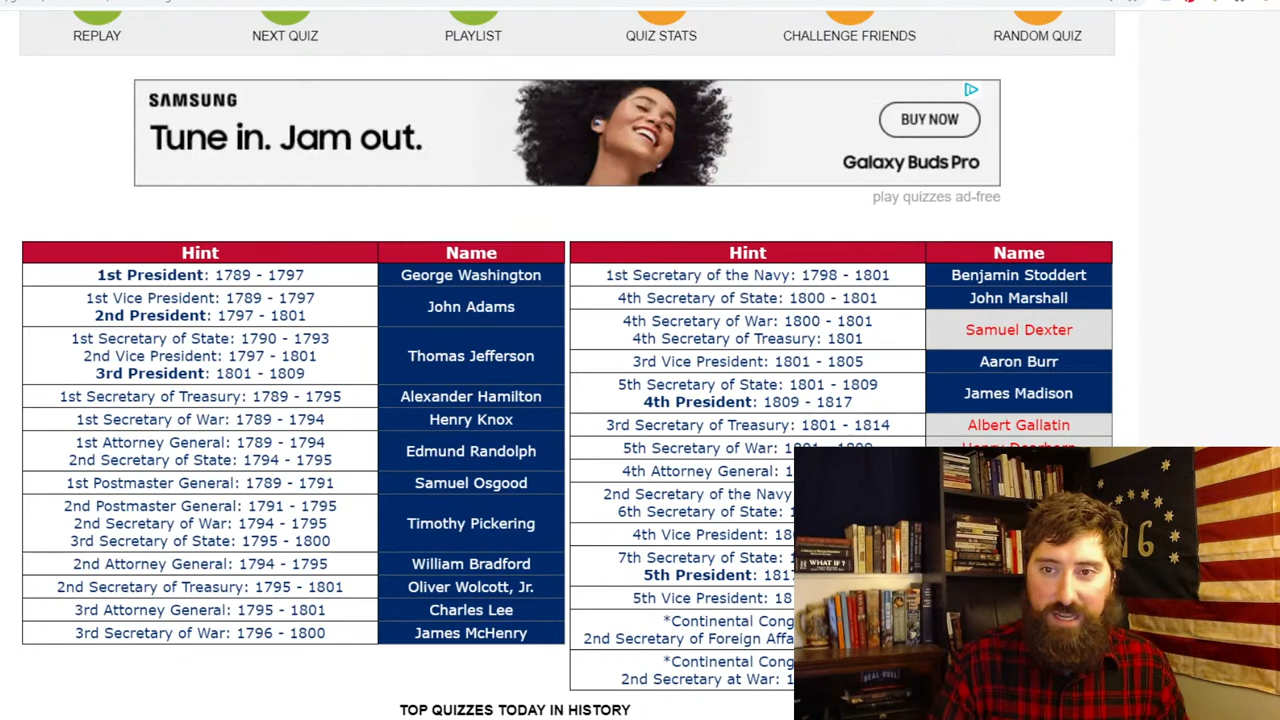 REPLAY
NEXT QUIZ
PLAYLIST
QUIZ STATS
CHALLENGE FRIENDS
RANDOM QUIZ
SAMSUNG
Tune in. Jam out.
BUY NOW
Galaxy Buds Pro
play quizzes ad-free
Hint Name
1st President: 1789 - 1797 George Washington
1st Vice President: 1789 - 1797
2nd President: 1797 - 1801
John Adams
1st Secretary of State: 1790 - 1793
2nd Vice President: 1797 - 1801
3rd President: 1801 - 1809
Thomas Jefferson
1st Secretary of Treasury: 1789 - 1795 Alexander Hamilton
1st Secretary of War: 1789 - 1794 Henry Knox
1st Attorney General: 1789 - 1794
2nd Secretary of State: 1794 - 1795
Edmund Randolph
1st Postmaster General: 1789 - 1791 Samuel Osgood
2nd Postmaster General: 1791 - 1795
2nd Secretary of War: 1794 - 1795
3rd Secretary of State: 1795 - 1800
Timothy Pickering
2nd Attorney General: 1794 - 1795 William Bradford
2nd Secretary of Treasury: 1795 - 1801 Oliver Wolcott, Jr.
3rd Attorney General: 1795 - 1801 Charles Lee
3rd Secretary of War: 1796 - 1800 James McHenry
Hint Name
1st Secretary of the Navy: 1798 - 1801 Benjamin Stoddert
4th Secretary of State: 1800 - 1801 John Marshall
4th Secretary of War: 1800 - 1801
4th Secretary of Treasury: 1801
Samuel Dexter
3rd Vice President: 1801 - 1805 Aaron Burr
5th Secretary of State: 1801 - 1809
4th President: 1809 - 1817
James Madison
3rd Secretary of Treasury: 1801 - 1814 Albert Gallatin
5th Secretary of War:
4th Attorney General: 1
2nd Secretary of the Navy
6th Secretary of State: 1
4th Vice President: 18
7th Secretary of State: 1
5th President: 1817
5th Vice President: 18
*Continental Cong
2nd Secretary of Foreign Affa
*Continental Cong
2nd Secretary at War: 1
WHAT IF?
76
TOP QUIZZES TODAY IN HISTORY